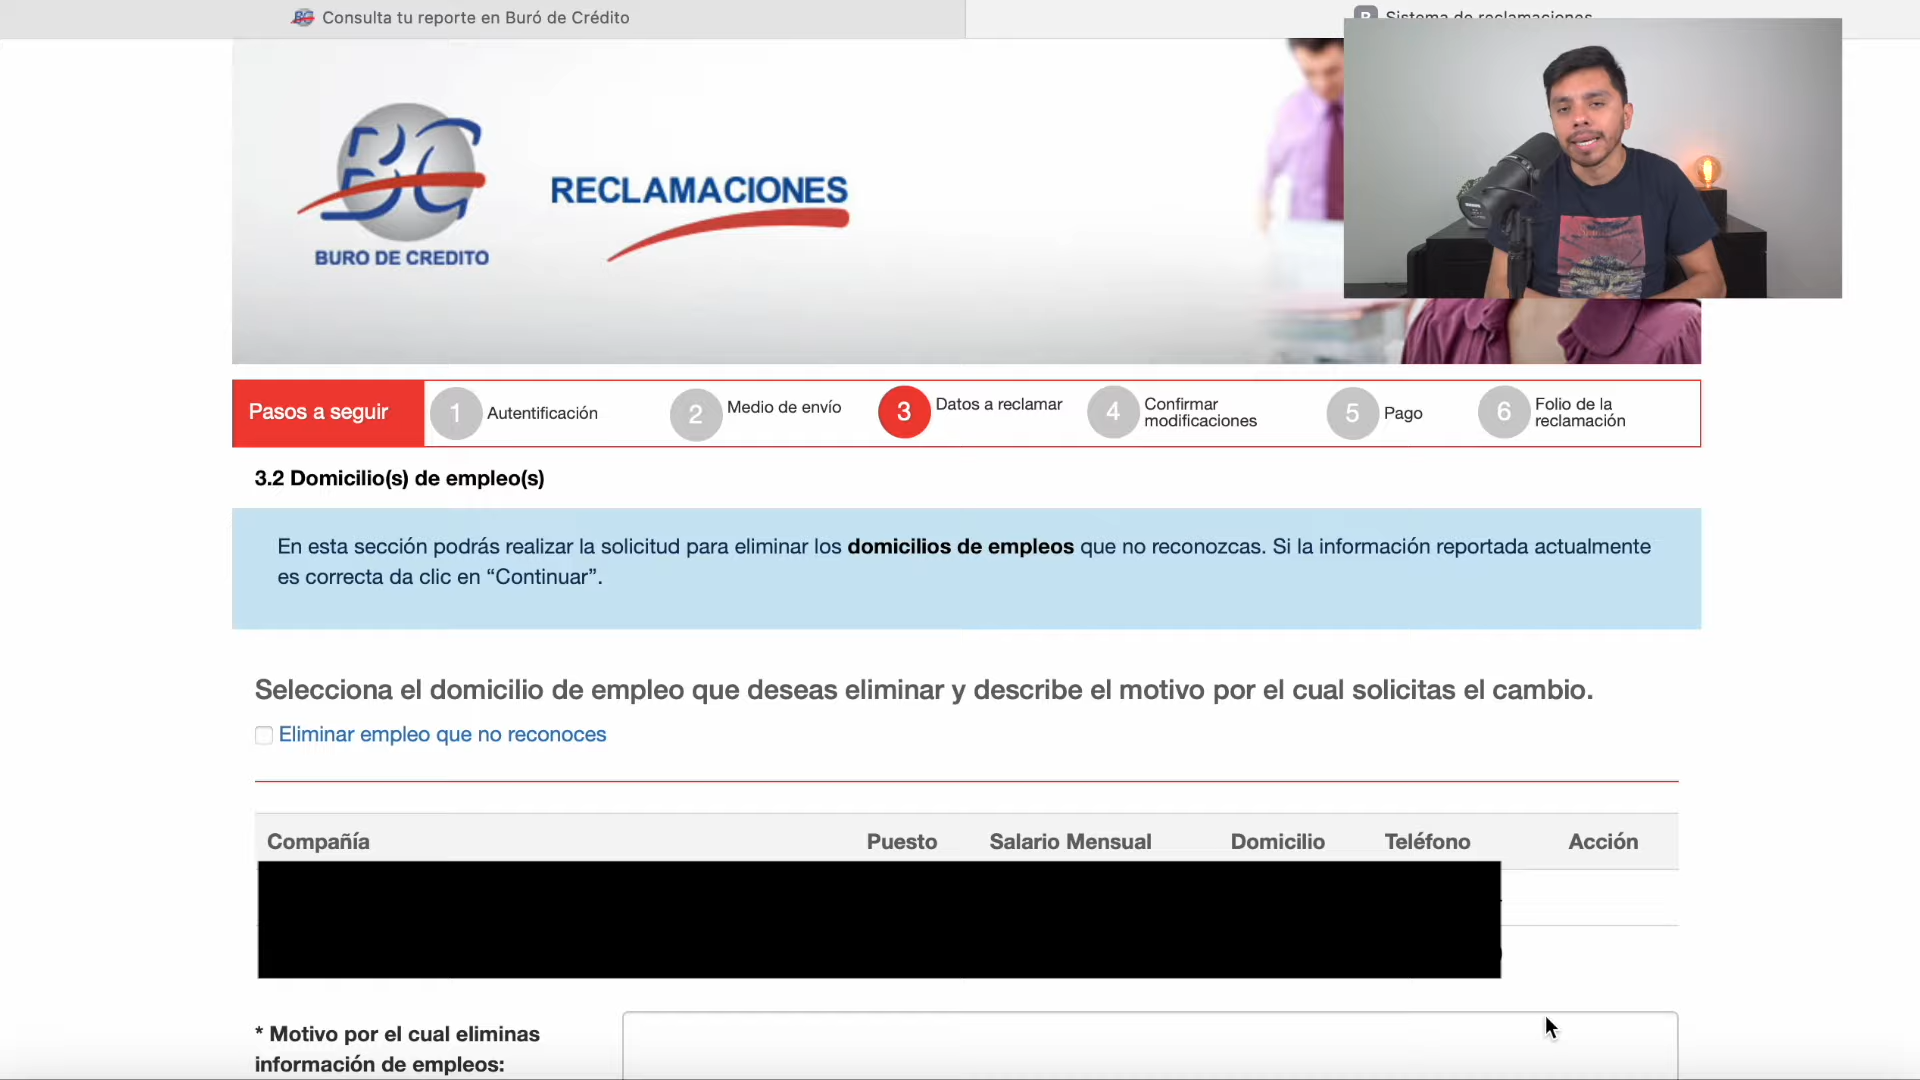 Consulta tu reporte en Buró de Crédito
Sistema de reclamaciones
BURO DE CREDITO
RECLAMACIONES
Pasos a seguir
1 Autentificación
2 Medio de envío
3 Datos a reclamar
4 Confirmar
modificaciones
5 Pago
6 Folio de la
reclamación
3.2 Domicilio(s) de empleo(s)
En esta sección podrás realizar la solicitud para eliminar los domicilios de empleos que no reconozcas. Si la información reportada actualmente
es correcta da clic en “Continuar”.
Selecciona el domicilio de empleo que deseas eliminar y describe el motivo por el cual solicitas el cambio.
Eliminar empleo que no reconoces
Compañía Puesto Salario Mensual Domicilio Teléfono Acción
* Motivo por el cual eliminas
información de empleos: